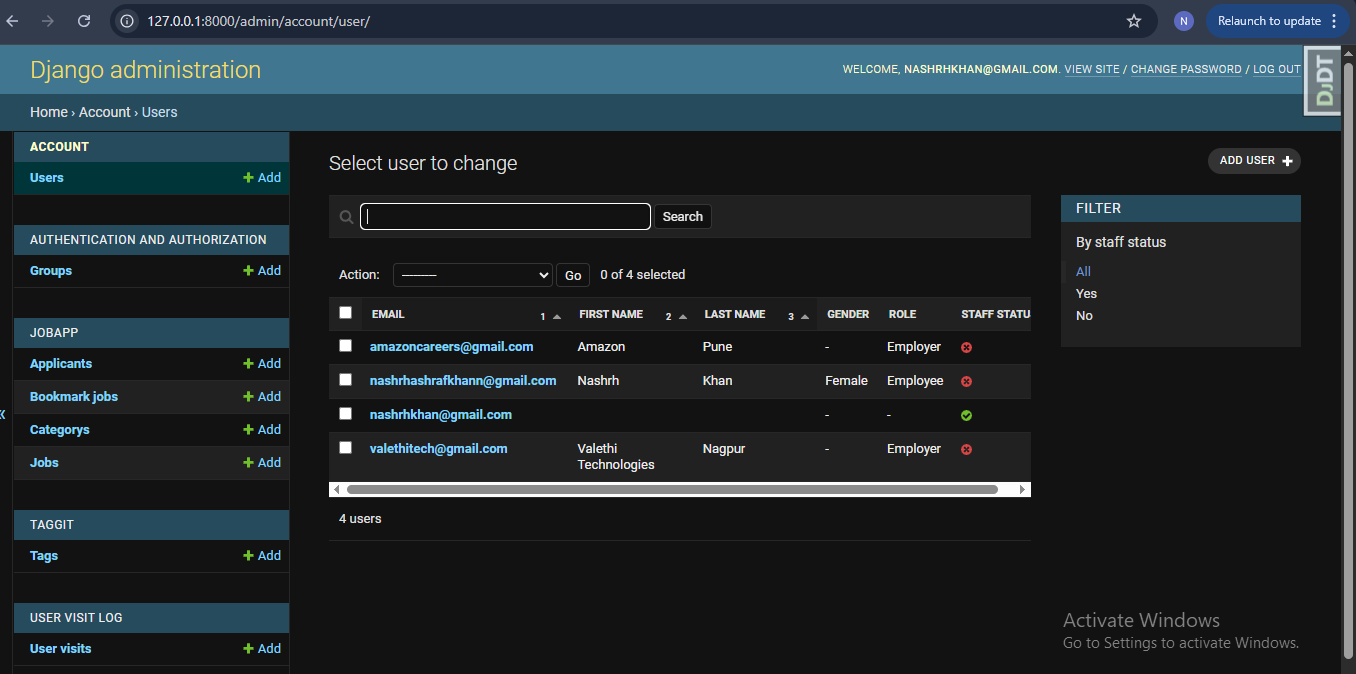 127.0.0.1:8000/admin/account/user/
N
Relaunch to update
Django administration
WELCOME, NASHRHKHAN@GMAIL.COM. VIEW SITE / CHANGE PASSWORD / LOG OUT
DJDT
Home › Account › Users
ACCOUNT
Users + Add
AUTHENTICATION AND AUTHORIZATION
Groups + Add
JOBAPP
Applicants + Add
Bookmark jobs + Add
Categorys + Add
Jobs + Add
TAGGIT
Tags + Add
USER VISIT LOG
User visits + Add
«
Select user to change
ADD USER +
Search
Action: --------- Go 0 of 4 selected
EMAIL 1 FIRST NAME 2 LAST NAME 3 GENDER ROLE STAFF STATU
amazoncareers@gmail.com Amazon Pune - Employer
nashrhashrafkhann@gmail.com Nashrh Khan Female Employee
nashrhkhan@gmail.com - -
valethitech@gmail.com Valethi Technologies Nagpur - Employer
4 users
FILTER
By staff status
All
Yes
No
Activate Windows
Go to Settings to activate Windows.